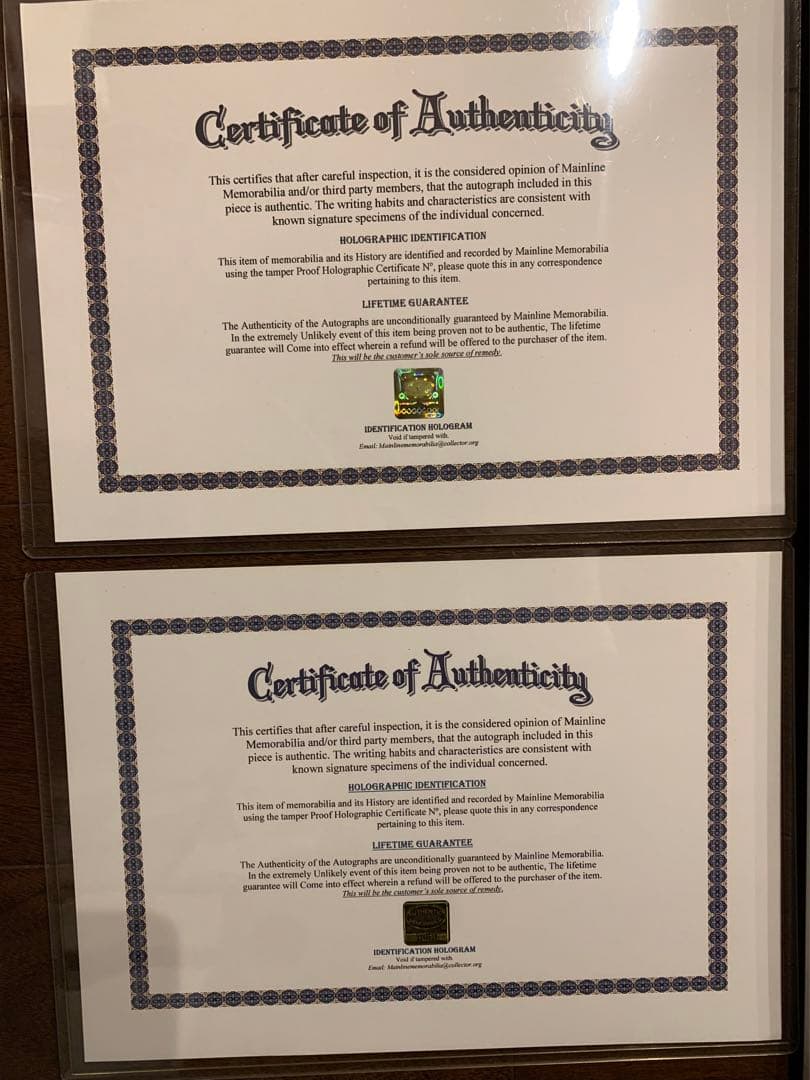 Certificate of Authenticity
This certifies that after careful inspection, it is the considered opinion of Mainline
Memorabilia and/or third party members, that the autograph included in this
piece is authentic. The writing habits and characteristics are consistent with
known signature specimens of the individual concerned.
HOLOGRAPHIC IDENTIFICATION
This item of memorabilia and its History are identified and recorded by Mainline Memorabilia
using the tamper Proof Holographic Certificate Nº, please quote this in any correspondence
pertaining to this item.
LIFETIME GUARANTEE
The Authenticity of the Autographs are unconditionally guaranteed by Mainline Memorabilia.
In the extremely Unlikely event of this item being proven not to be authentic, The lifetime
guarantee will Come into effect wherein a refund will be offered to the purchaser of the item.
This will be the customer's sole source of remedy.
IDENTIFICATION HOLOGRAM
Void if tampered with
Email: Mainlinememorabilia@collector.org
Certificate of Authenticity
This certifies that after careful inspection, it is the considered opinion of Mainline
Memorabilia and/or third party members, that the autograph included in this
piece is authentic. The writing habits and characteristics are consistent with
known signature specimens of the individual concerned.
HOLOGRAPHIC IDENTIFICATION
This item of memorabilia and its History are identified and recorded by Mainline Memorabilia
using the tamper Proof Holographic Certificate Nº, please quote this in any correspondence
pertaining to this item.
LIFETIME GUARANTEE
The Authenticity of the Autographs are unconditionally guaranteed by Mainline Memorabilia.
In the extremely Unlikely event of this item being proven not to be authentic, The lifetime
guarantee will Come into effect wherein a refund will be offered to the purchaser of the item.
This will be the customer's sole source of remedy.
IDENTIFICATION HOLOGRAM
Void if tampered with
Email: Mainlinememorabilia@collector.org